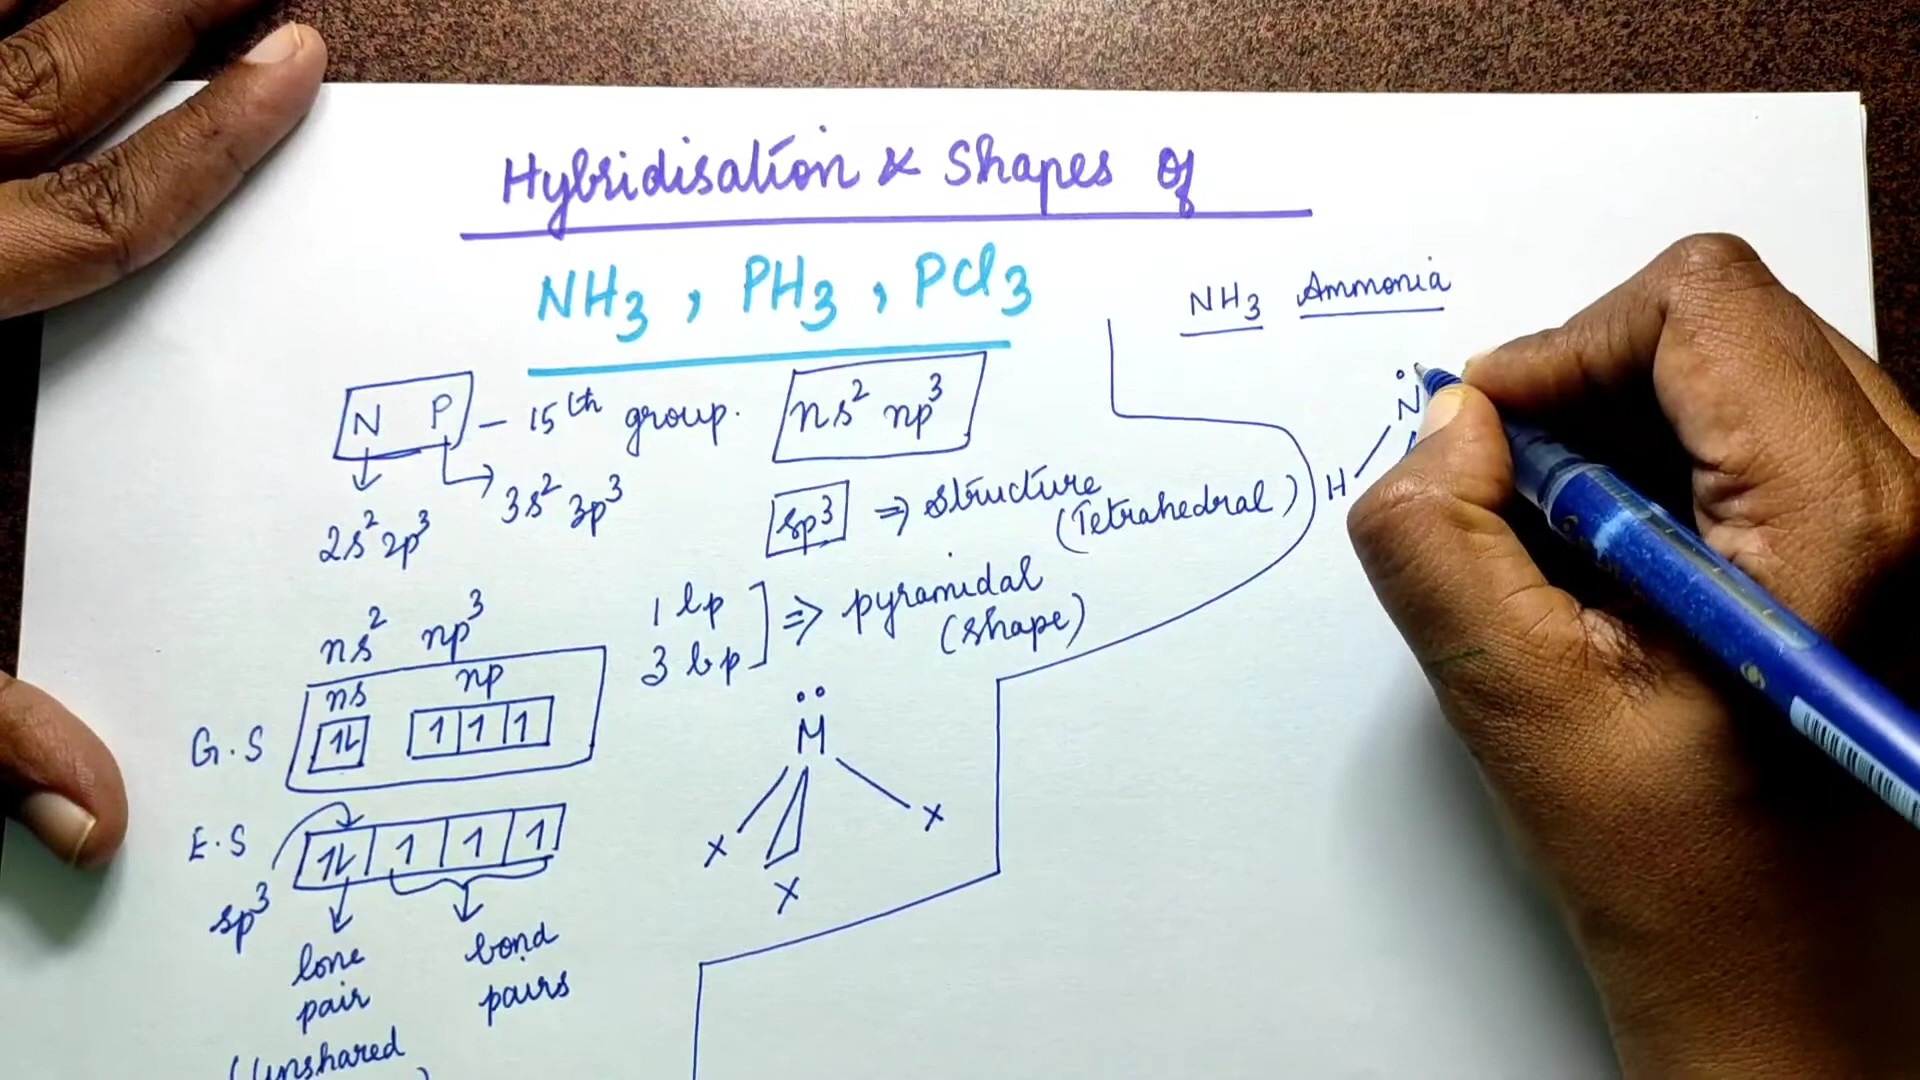 Hybridisation & Shapes of
NH3 , PH3 , PCl3
N P – 15th group. ns² np³
2s² 2p³
3s² 3p³
sp³ ⇒ structure
(Tetrahedral)
1 lp
3 bp
⇒ pyramidal
(shape)
M
X X X
ns² np³
ns np
G.S 1L 1 1 1
E.S 1L 1 1 1
sp³
lone
pair
bond
pairs
(Unshared
NH3 Ammonia
N
H